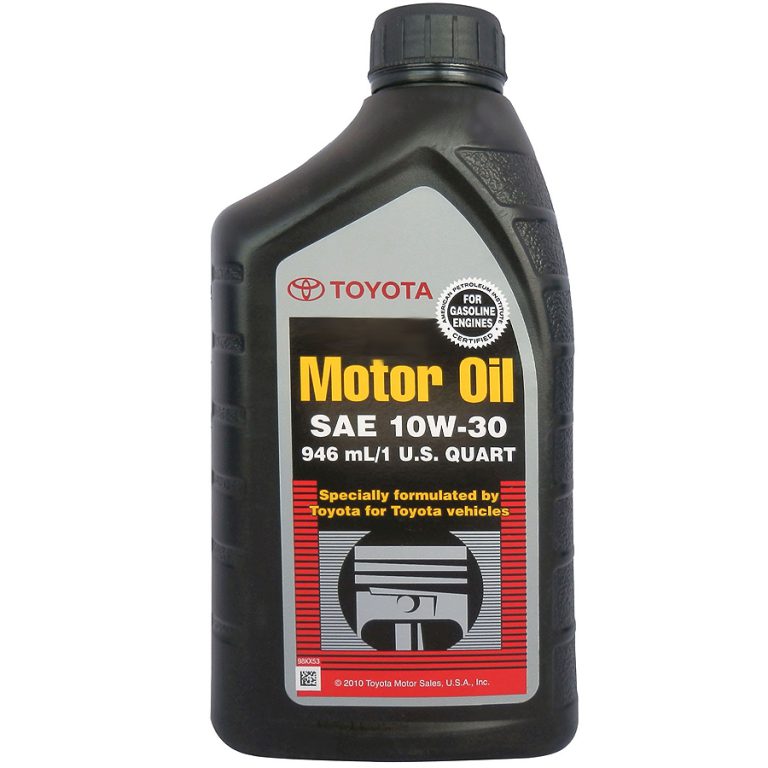 TOYOTA
AMERICAN PETROLEUM INSTITUTE
FOR
GASOLINE
ENGINES
CERTIFIED
Motor Oil
SAE 10W-30
946 mL/1 U.S. QUART
Specially formulated by
Toyota for Toyota vehicles
98KX53
© 2010 Toyota Motor Sales, U.S.A., Inc.